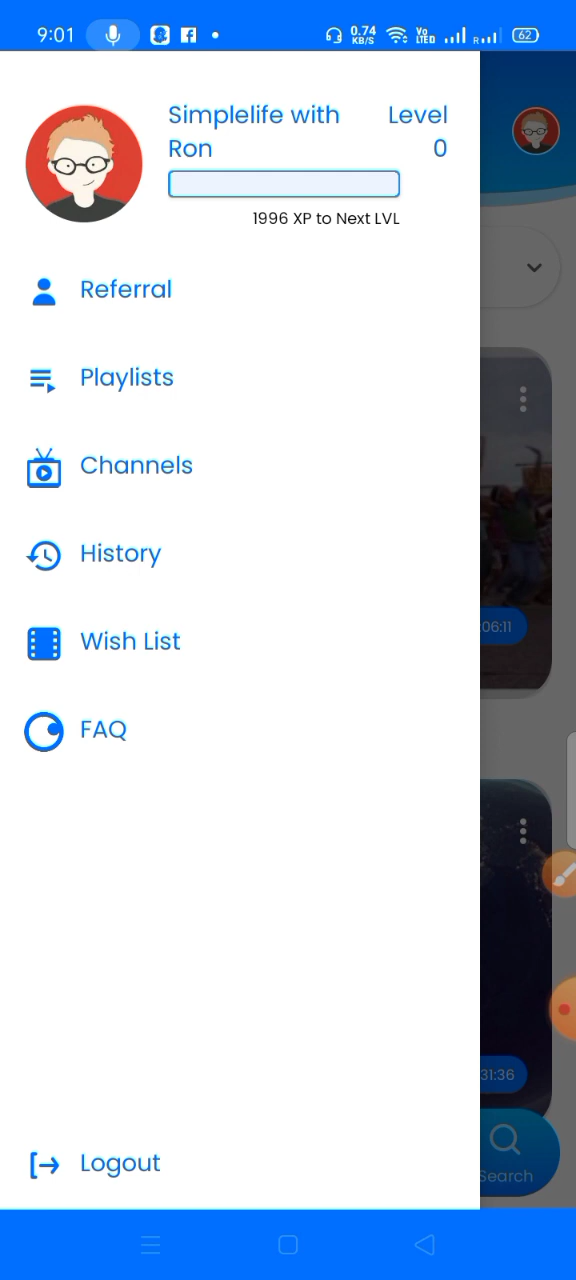 9:01
0.74
KB/S
Vo
LTED
R
62
Simplelife with
Ron
Level
0
1996 XP to Next LVL
Referral
Playlists
Channels
History
Wish List
FAQ
:06:11
31:36
Search
Logout